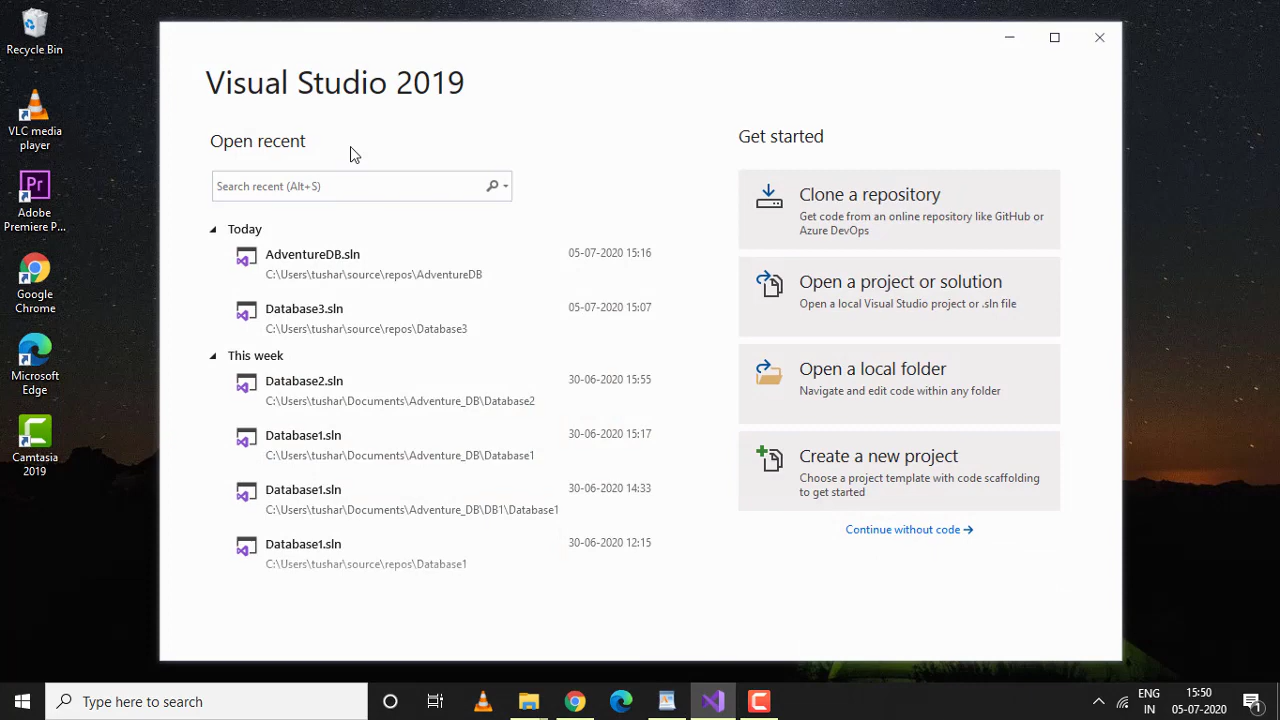 Recycle Bin
VLC media
player
Adobe
Premiere P...
Google
Chrome
Microsoft
Edge
Camtasia
2019
Visual Studio 2019
Open recent
Search recent (Alt+S)
Today
AdventureDB.sln
05-07-2020 15:16
C:\Users\tushar\source\repos\AdventureDB
Database3.sln
05-07-2020 15:07
C:\Users\tushar\source\repos\Database3
This week
Database2.sln
30-06-2020 15:55
C:\Users\tushar\Documents\Adventure_DB\Database2
Database1.sln
30-06-2020 15:17
C:\Users\tushar\Documents\Adventure_DB\Database1
Database1.sln
30-06-2020 14:33
C:\Users\tushar\Documents\Adventure_DB\DB1\Database1
Database1.sln
30-06-2020 12:15
C:\Users\tushar\source\repos\Database1
Get started
Clone a repository
Get code from an online repository like GitHub or
Azure DevOps
Open a project or solution
Open a local Visual Studio project or .sln file
Open a local folder
Navigate and edit code within any folder
Create a new project
Choose a project template with code scaffolding
to get started
Continue without code →
Type here to search
ENG
IN
15:50
05-07-2020
1